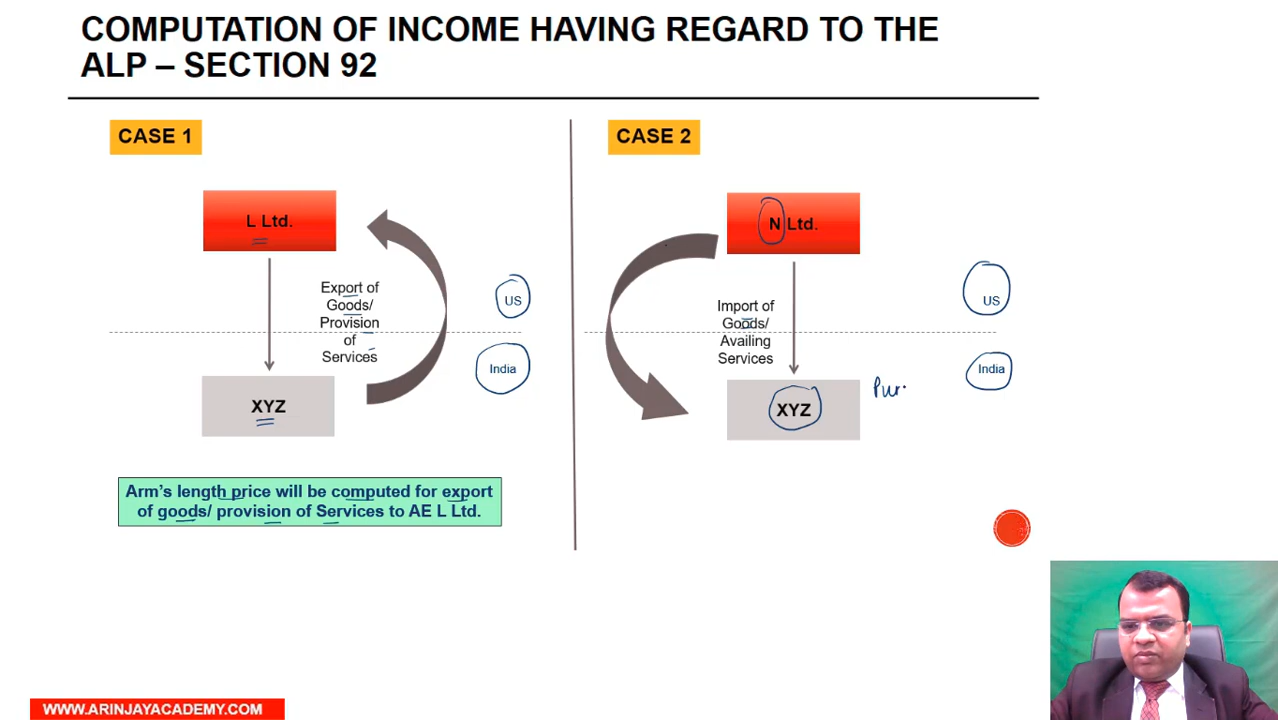 COMPUTATION OF INCOME HAVING REGARD TO THE
ALP – SECTION 92
CASE 1
L Ltd.
Export of
Goods/
Provision
of
Services
US
India
XYZ
Arm's length price will be computed for export
of goods/ provision of Services to AE L Ltd.
CASE 2
N Ltd.
Import of
Goods/
Availing
Services
US
India
XYZ
Pur
WWW.ARINJAYACADEMY.COM